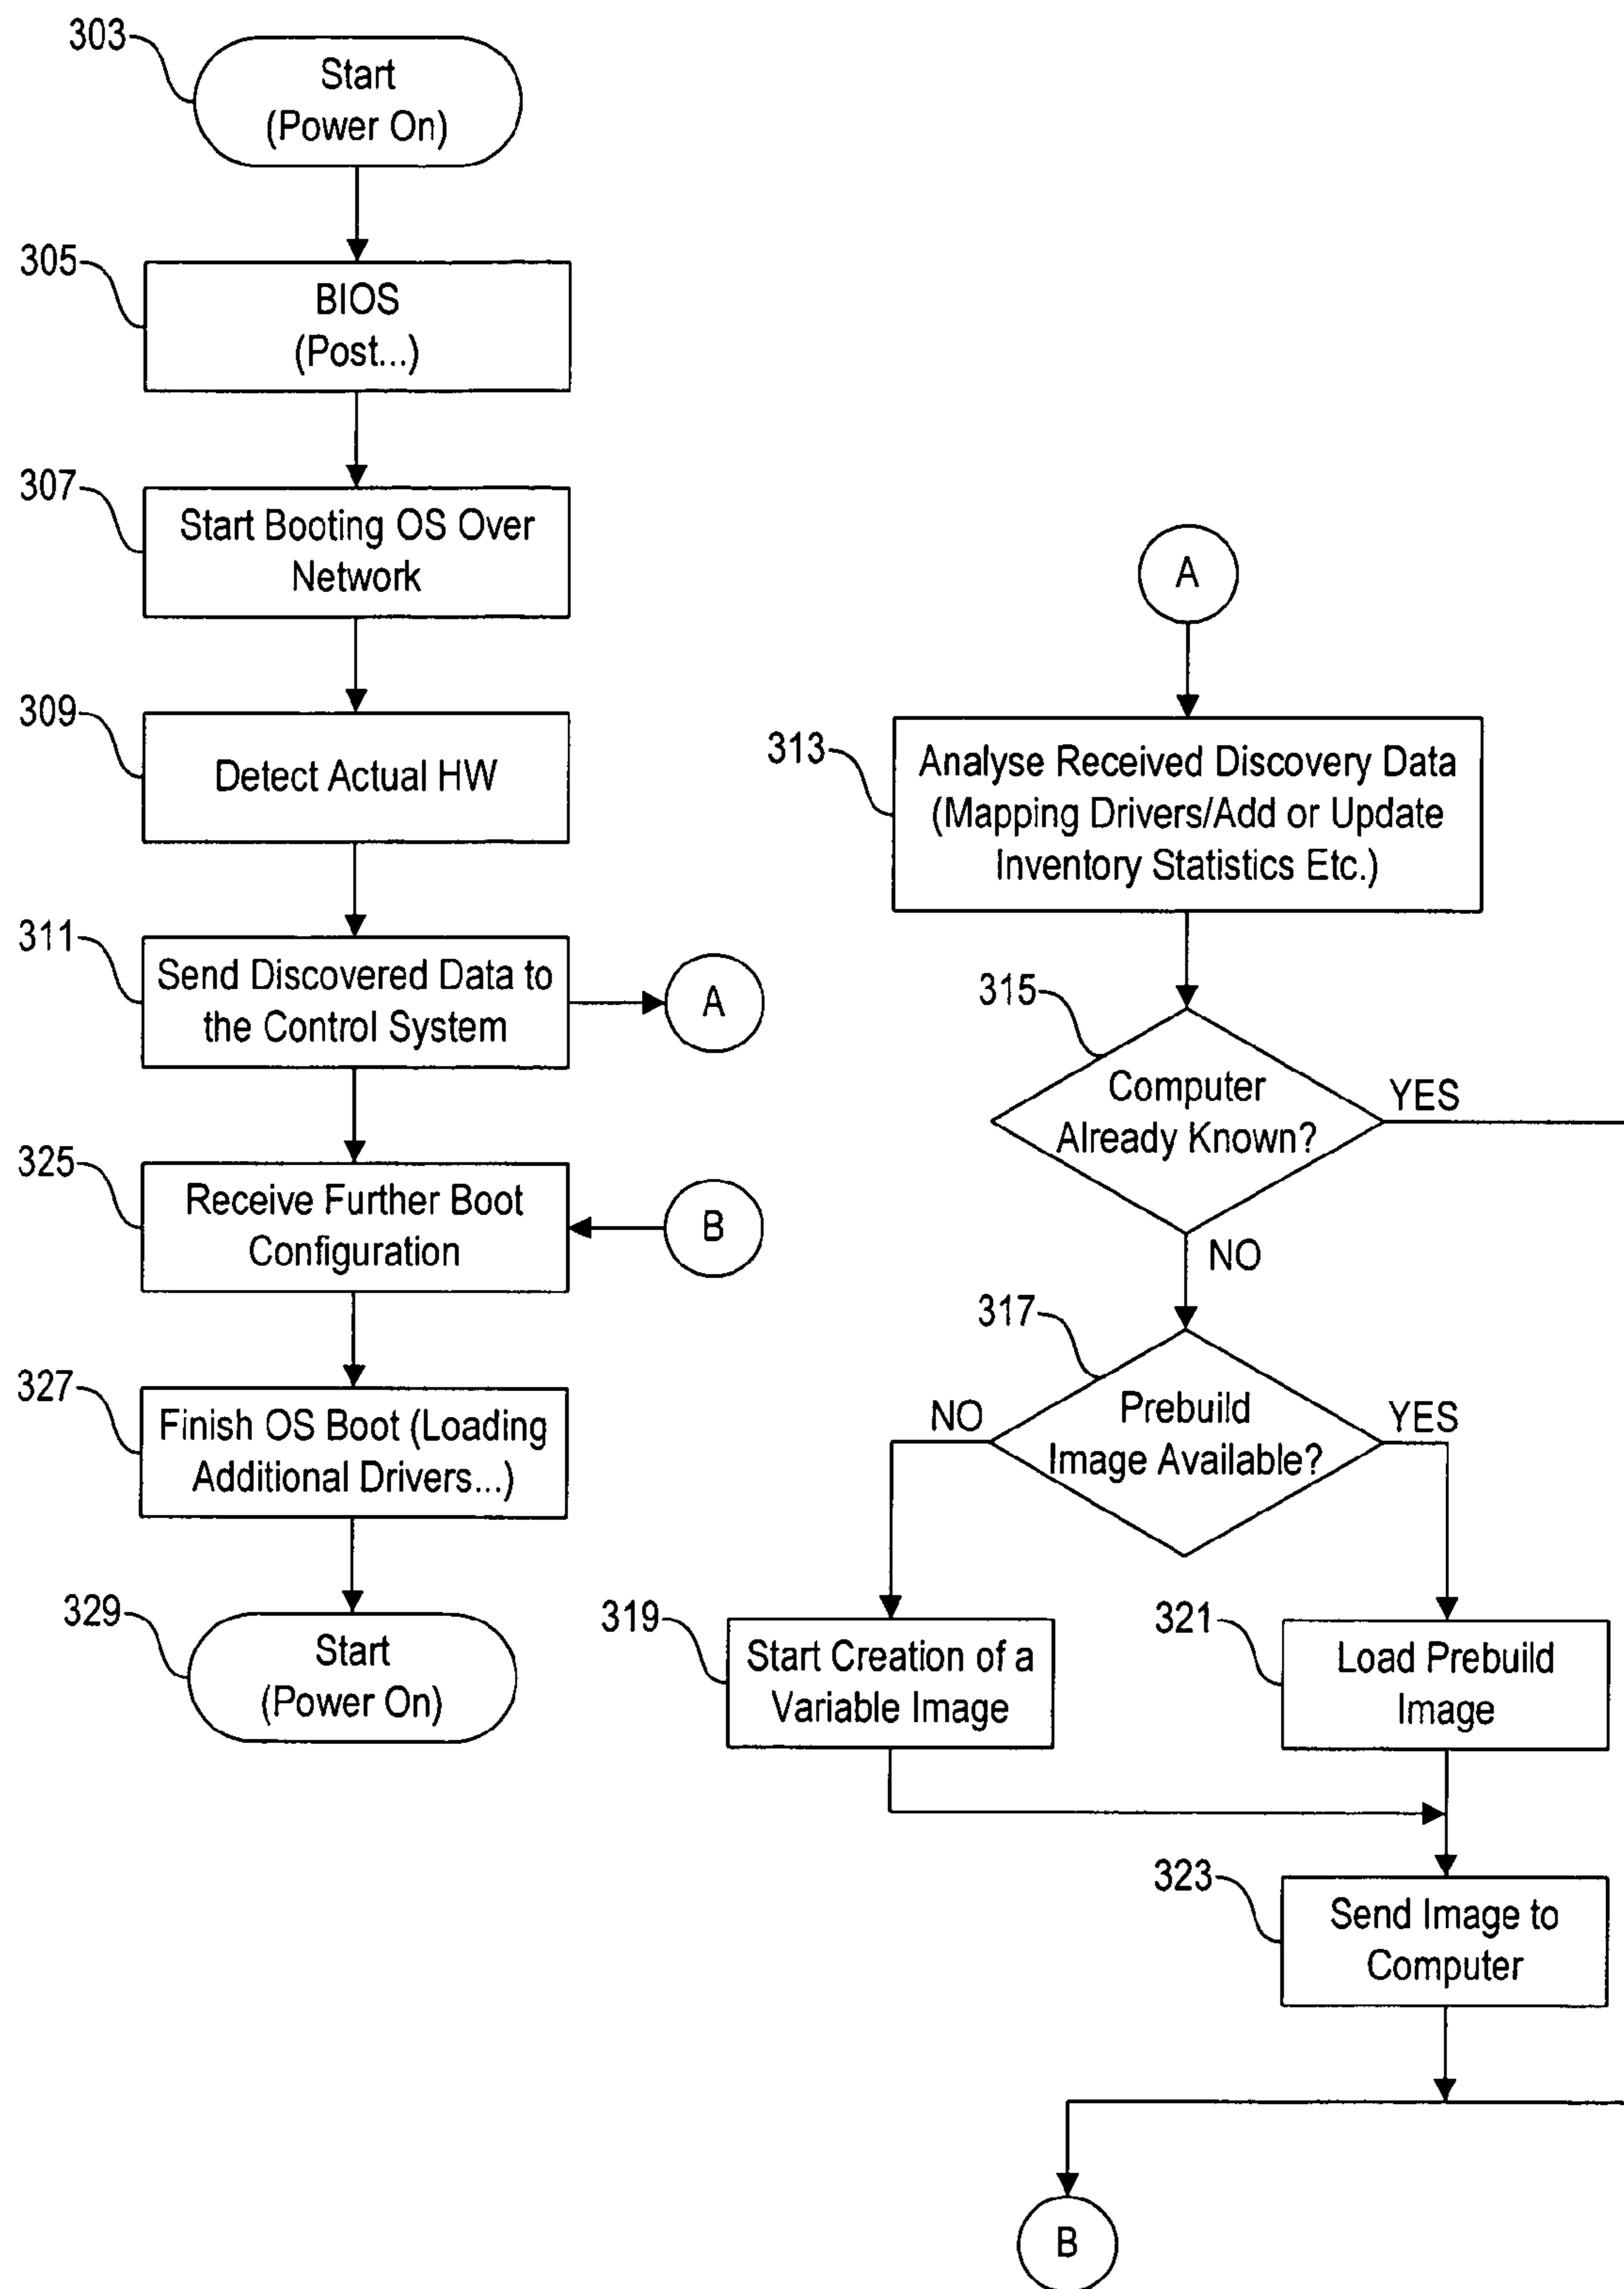 303
Start
(Power On)
305
BIOS
(Post...)
307
Start Booting OS Over
Network
309
Detect Actual HW
311
Send Discovered Data to
the Control System
A
325
Receive Further Boot
Configuration
B
327
Finish OS Boot (Loading
Additional Drivers...)
329
Start
(Power On)
A
313
Analyse Received Discovery Data
(Mapping Drivers/Add or Update
Inventory Statistics Etc.)
315
Computer
Already Known?
YES
NO
317
Prebuild
Image Available?
NO
YES
319
Start Creation of a
Variable Image
321
Load Prebuild
Image
323
Send Image to
Computer
B